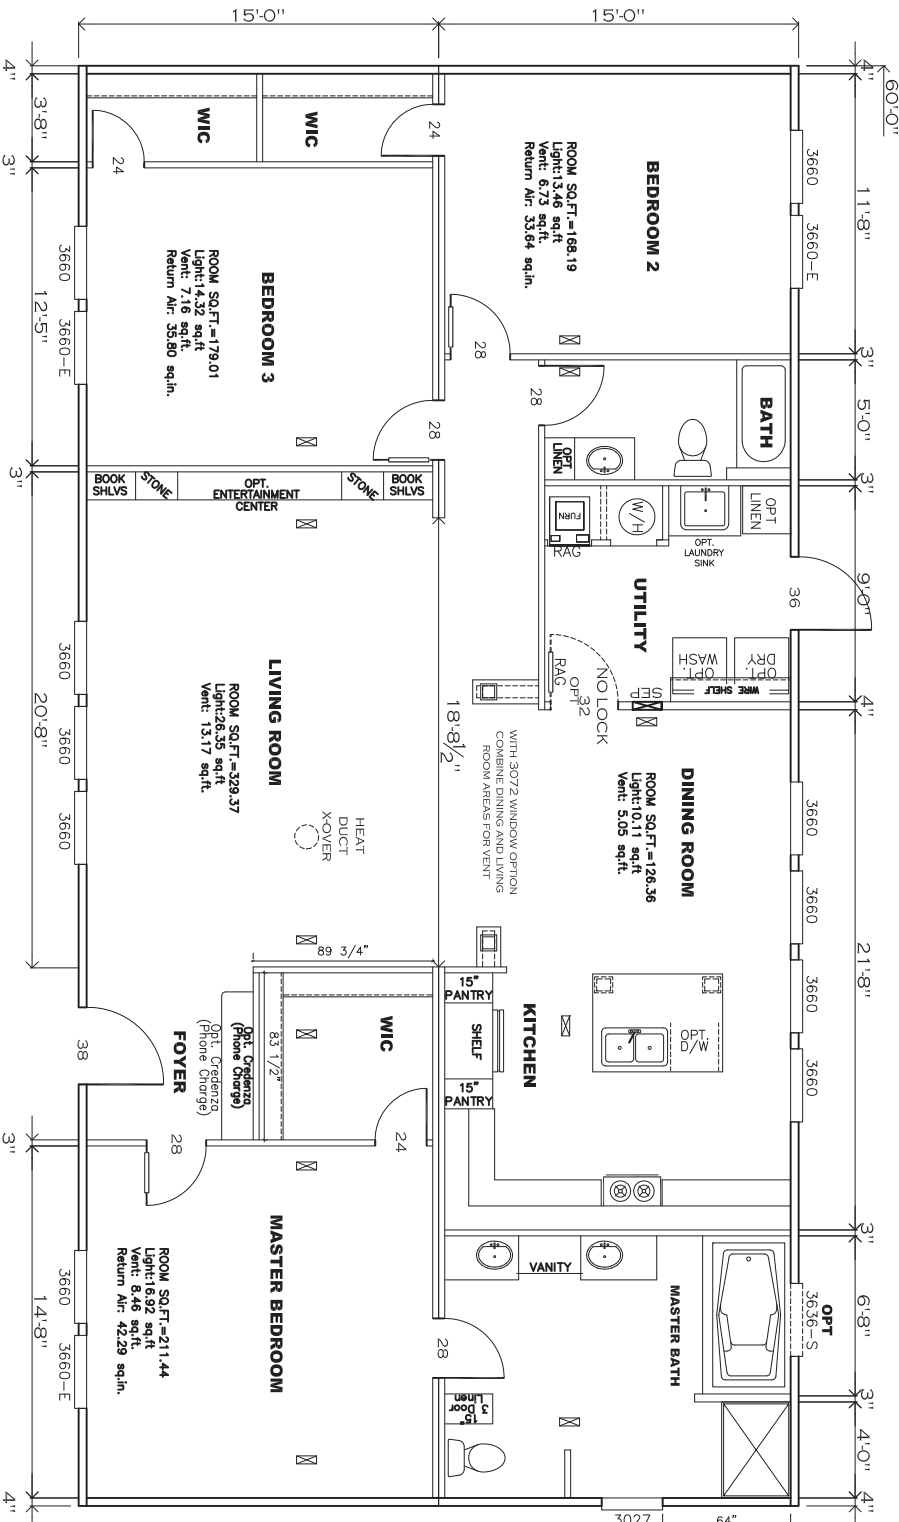 15'-0"
15'-0"
60'-0"
4"
3'-8"
3"
12'-5"
3"
20'-8"
3"
14'-8"
4"
4"
11'-8"
3"
5'-0"
3"
9'-0"
4"
21'-8"
3"
6'-8"
3"
4'-0"
4"
WIC
WIC
24
24
BEDROOM 2
ROOM SQ.FT.=168.19
Light:13.46 sq.ft
Vent: 6.73 sq.ft.
Return Air: 33.64 sq.in.
3660
3660-E
28
BEDROOM 3
ROOM SQ.FT.=179.01
Light:14.32 sq.ft
Vent: 7.16 sq.ft.
Return Air: 35.80 sq.in.
3660
3660-E
28
28
BATH
OPT
LINEN
BOOK
SHLVS
STONE
OPT.
ENTERTAINMENT
CENTER
STONE
BOOK
SHLVS
FURN
RAG
W/H
OPT.
LAUNDRY
SINK
OPT
LINEN
36
UTILITY
OPT.
WASH
OPT.
DRY
WIRE SHELF
RAG
OPT
32
NO LOCK
SEP
LIVING ROOM
ROOM SQ.FT.=329.37
Light:26.35 sq.ft
Vent: 13.17 sq.ft.
3660
3660
3660
HEAT
DUCT
X-OVER
18'-8½"
WITH 3072 WINDOW OPTION
COMBINE DINING AND LIVING
ROOM AREAS FOR VENT
DINING ROOM
ROOM SQ.FT.=126.36
Light:10.11 sq.ft
Vent: 5.05 sq.ft.
3660
3660
3660
3660
89 3/4"
83 1/2"
WIC
24
Opt. Credenza
(Phone Charge)
Opt. Credenza
(Phone Charge)
FOYER
38
28
15"
PANTRY
SHELF
15"
PANTRY
KITCHEN
OPT.
D/W
MASTER BEDROOM
ROOM SQ.FT.=211.44
Light:16.92 sq.ft
Vent: 8.46 sq.ft.
Return Air: 42.29 sq.in.
3660
3660-E
VANITY
MASTER BATH
28
15"
3 Door
Linen
OPT
3636-S
3027
64"